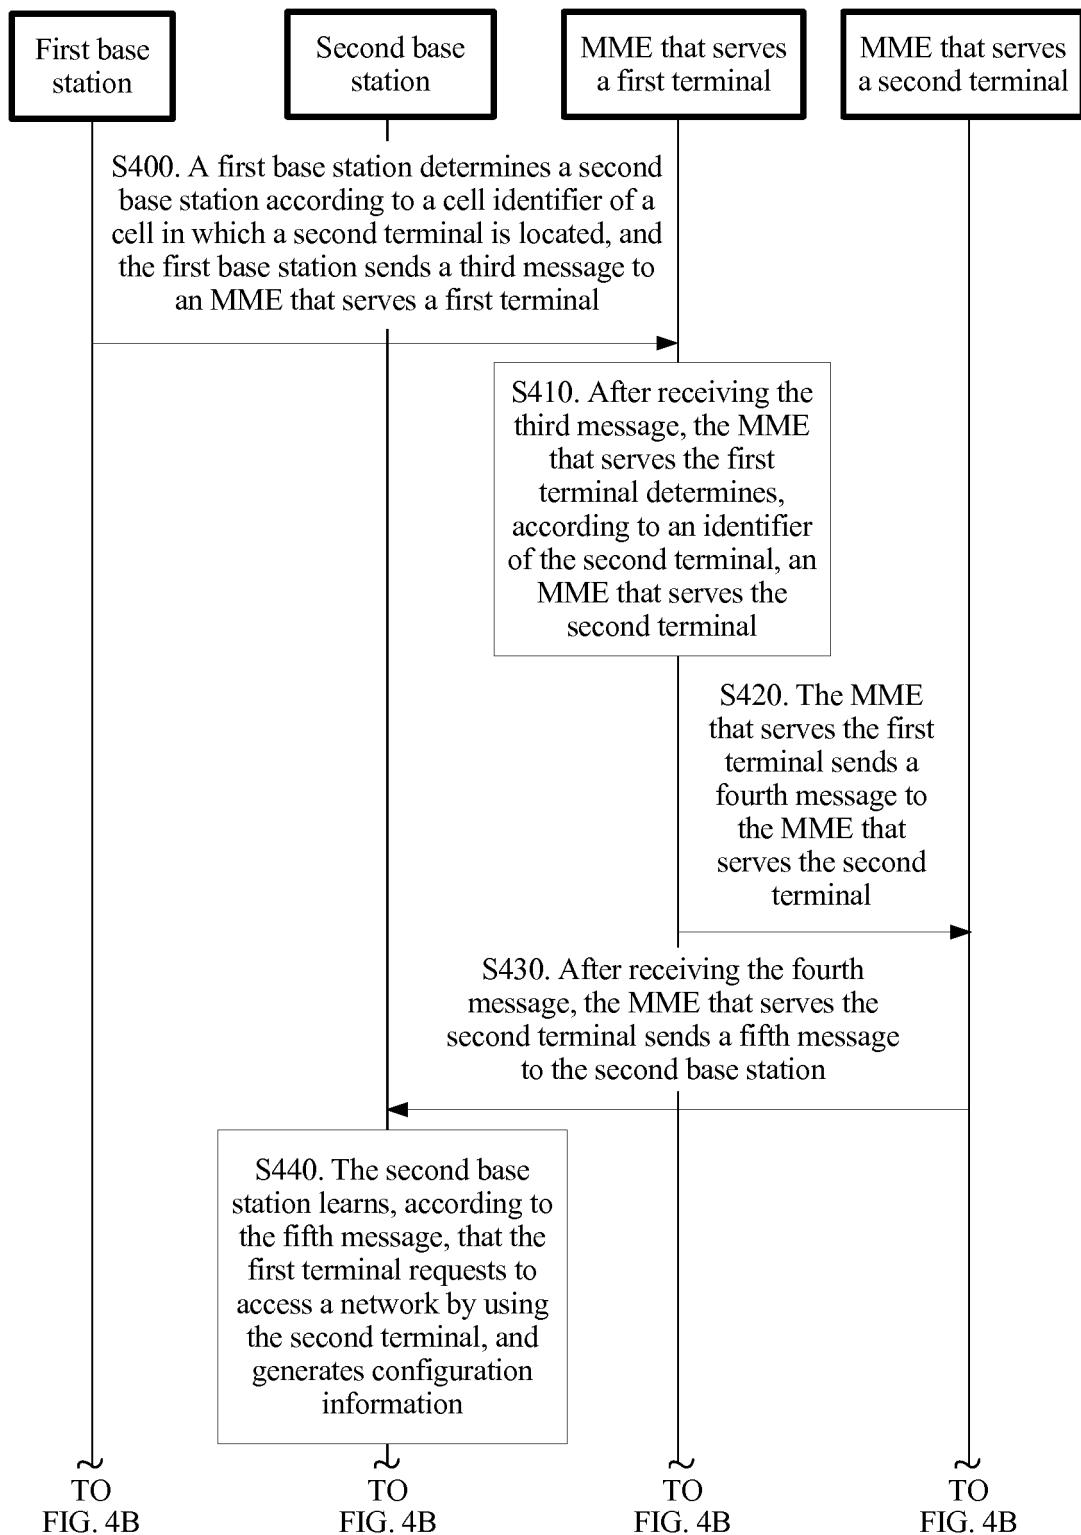 First base
station
Second base
station
MME that serves
a first terminal
MME that serves
a second terminal
S400. A first base station determines a second
base station according to a cell identifier of a
cell in which a second terminal is located, and
the first base station sends a third message to
an MME that serves a first terminal
S410. After receiving the
third message, the MME
that serves the first
terminal determines,
according to an identifier
of the second terminal, an
MME that serves the
second terminal
S420. The MME
that serves the first
terminal sends a
fourth message to
the MME that
serves the second
terminal
S430. After receiving the fourth
message, the MME that serves the
second terminal sends a fifth message
to the second base station
S440. The second base
station learns, according to
the fifth message, that the
first terminal requests to
access a network by using
the second terminal, and
generates configuration
information
TO
FIG. 4B
TO
FIG. 4B
TO
FIG. 4B
TO
FIG. 4B